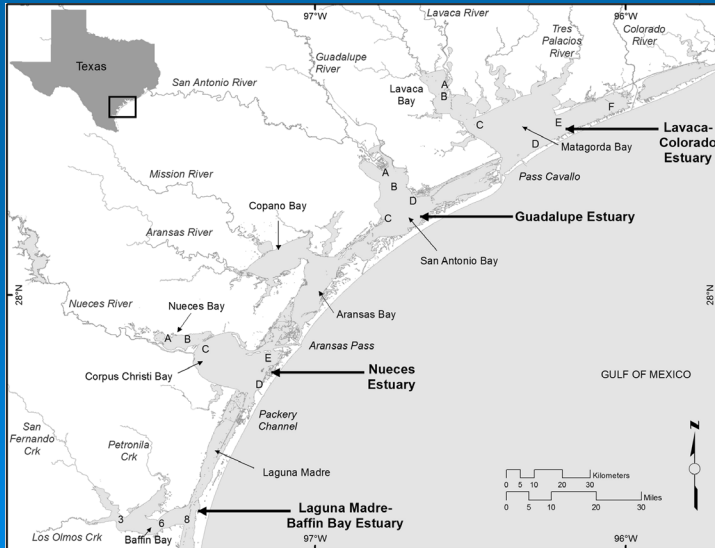 97°W
96°W
Texas
Lavaca River
Tres
Palacios
River
Colorado
River
Guadalupe
River
San Antonio River
Lavaca
Bay
A
B
C
D
E
F
Matagorda Bay
Lavaca-
Colorado
Estuary
Pass Cavallo
Mission River
A
B
C
D
Guadalupe Estuary
San Antonio Bay
Copano Bay
Aransas River
28°N
28°N
Nueces River
Nueces Bay
Aransas Bay
A
B
C
D
E
Aransas Pass
Corpus Christi Bay
Nueces
Estuary
GULF OF MEXICO
San
Fernando
Crk
Petronila
Crk
Packery
Channel
Laguna Madre
N
Kilometers
0 5 10 20 30
Miles
0 5 10 20 30
3
6
8
Laguna Madre-
Baffin Bay Estuary
Los Olmos Crk
Baffin Bay
97°W
96°W